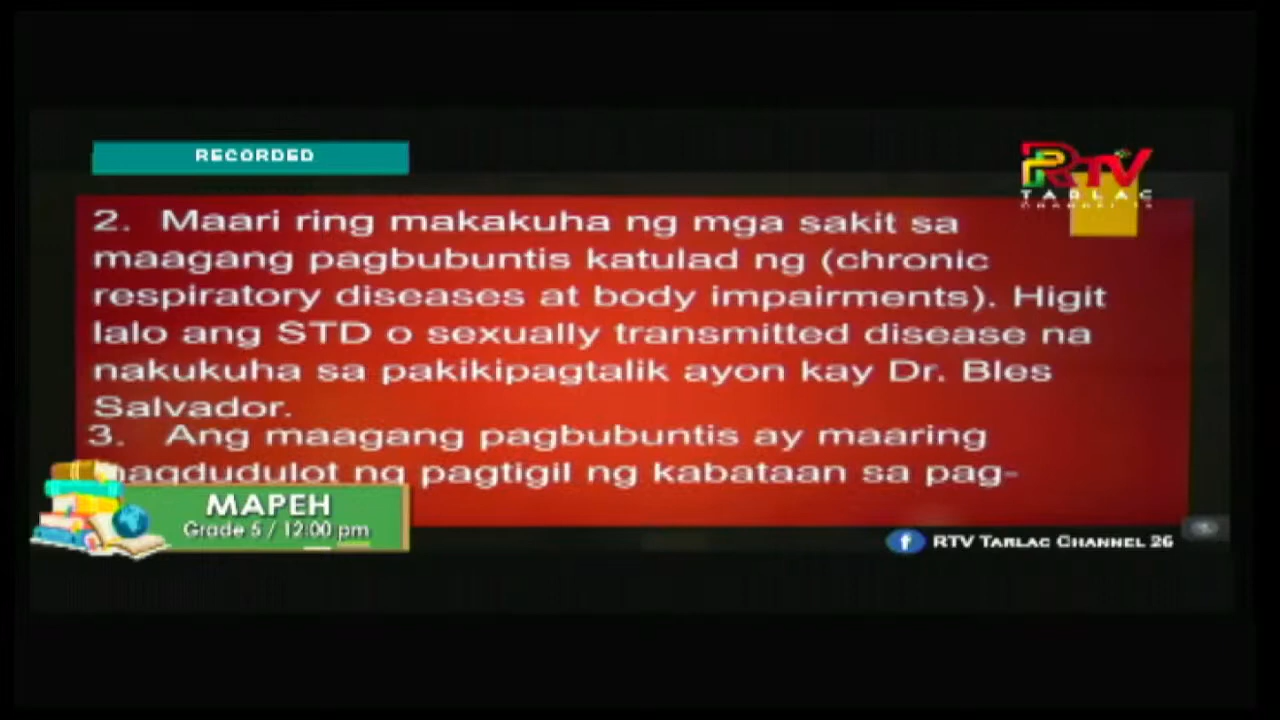 RECORDED
RTV
TARLAC
2. Maari ring makakuha ng mga sakit sa
maagang pagbubuntis katulad ng (chronic
respiratory diseases at body impairments). Higit
lalo ang STD o sexually transmitted disease na
nakukuha sa pakikipagtalik ayon kay Dr. Bles
Salvador.
3. Ang maagang pagbubuntis ay maaring
ng pagtigil ng kabataan sa pag-
MAPEH
Grade 5 / 12:00 pm
RTV TARLAC CHANNEL 26